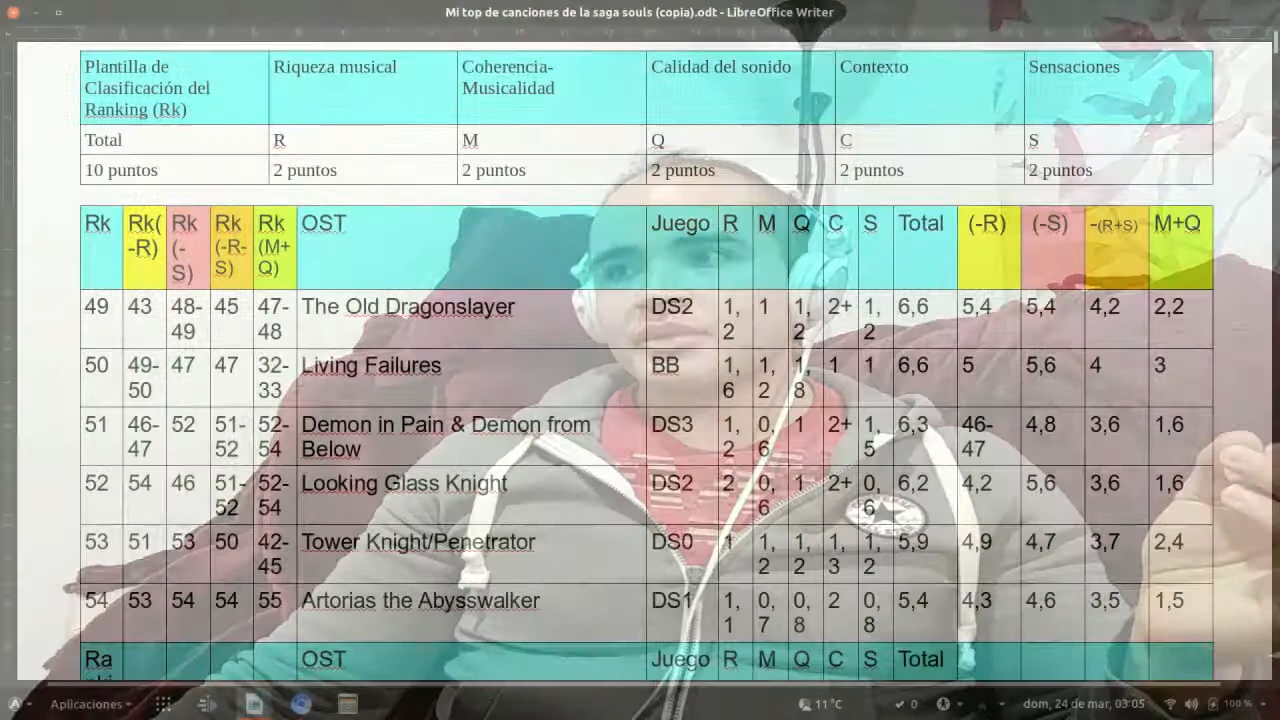 Mi top de canciones de la saga souls (copia).odt - LibreOffice Writer
Plantilla de Clasificación del Ranking (Rk) Riqueza musical Coherencia-Musicalidad Calidad del sonido Contexto Sensaciones
Total R M Q C S
10 puntos 2 puntos 2 puntos 2 puntos 2 puntos 2 puntos
Rk Rk(-R) Rk (-S) Rk (-R-S) Rk (M+Q) OST Juego R M Q C S Total (-R) (-S) -(R+S) M+Q
49 43 48-49 45 47-48 The Old Dragonslayer DS2 1,2 1 1,2 2+ 1,2 6,6 5,4 5,4 4,2 2,2
50 49-50 47 47 32-33 Living Failures BB 1,6 1,2 1,8 1 1 6,6 5 5,6 4 3
51 46-47 52 51-52 52-54 Demon in Pain & Demon from Below DS3 1,2 0,6 1 2+ 1,5 6,3 46-47 4,8 3,6 1,6
52 54 46 51-52 52-54 Looking Glass Knight DS2 2 0,6 1 2+ 0,6 6,2 4,2 5,6 3,6 1,6
53 51 53 50 42-45 Tower Knight/Penetrator DS0 1 1,2 1,2 1,3 1,2 5,9 4,9 4,7 3,7 2,4
54 53 54 54 55 Artorias the Abysswalker DS1 1,1 0,7 0,8 2 0,8 5,4 4,3 4,6 3,5 1,5
Ra OST Juego R M Q C S Total
Aplicaciones 11°C 0 dom, 24 de mar, 03:05 100 %